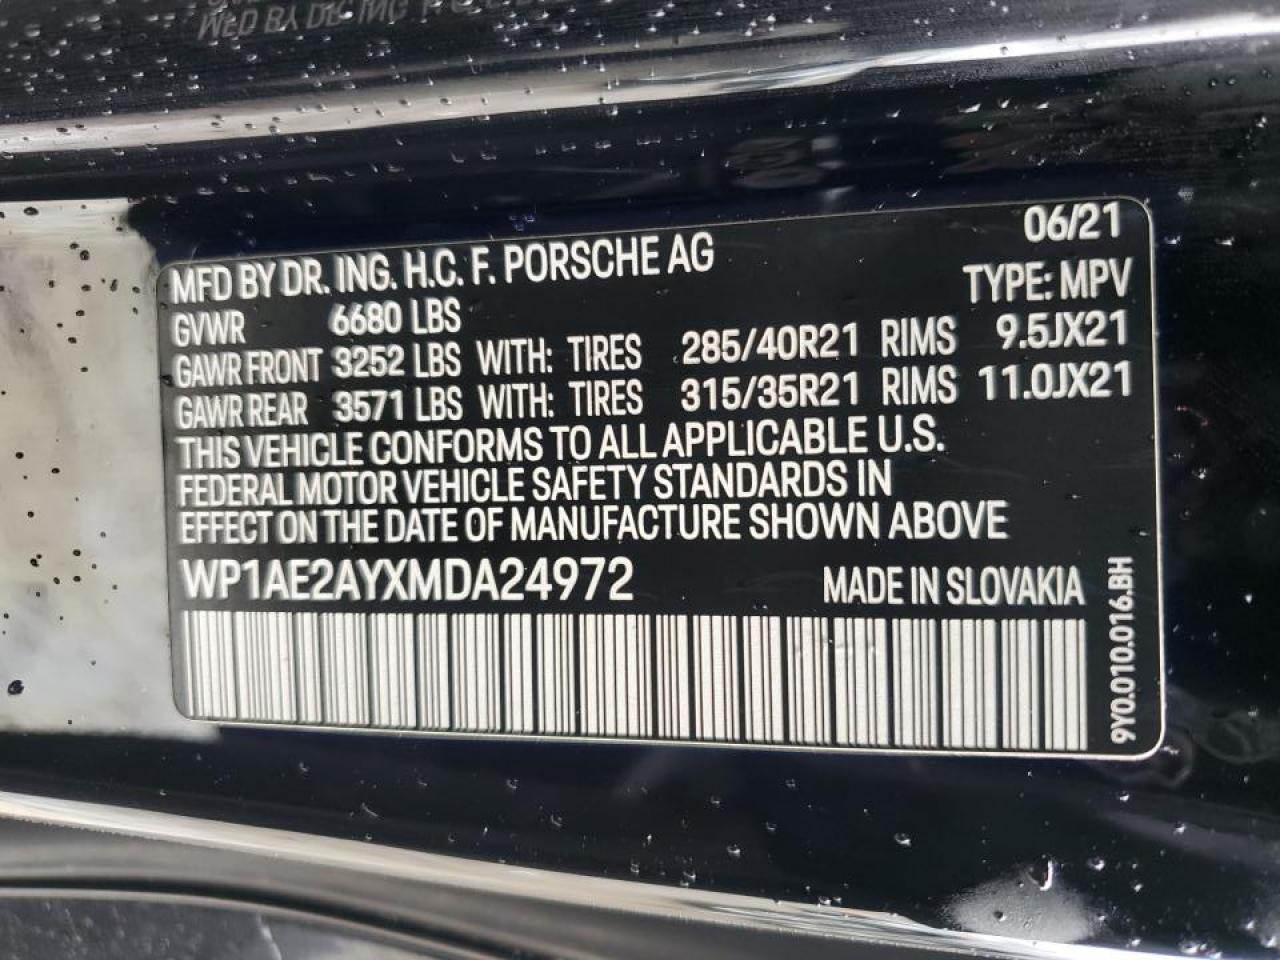 06/21
MFD BY DR. ING. H.C. F. PORSCHE AG TYPE: MPV
GVWR 6680 LBS
GAWR FRONT 3252 LBS WITH: TIRES 285/40R21 RIMS 9.5JX21
GAWR REAR 3571 LBS WITH: TIRES 315/35R21 RIMS 11.0JX21
THIS VEHICLE CONFORMS TO ALL APPLICABLE U.S.
FEDERAL MOTOR VEHICLE SAFETY STANDARDS IN
EFFECT ON THE DATE OF MANUFACTURE SHOWN ABOVE
WP1AE2AYXMDA24972 MADE IN SLOVAKIA
9Y0.010.016.BH